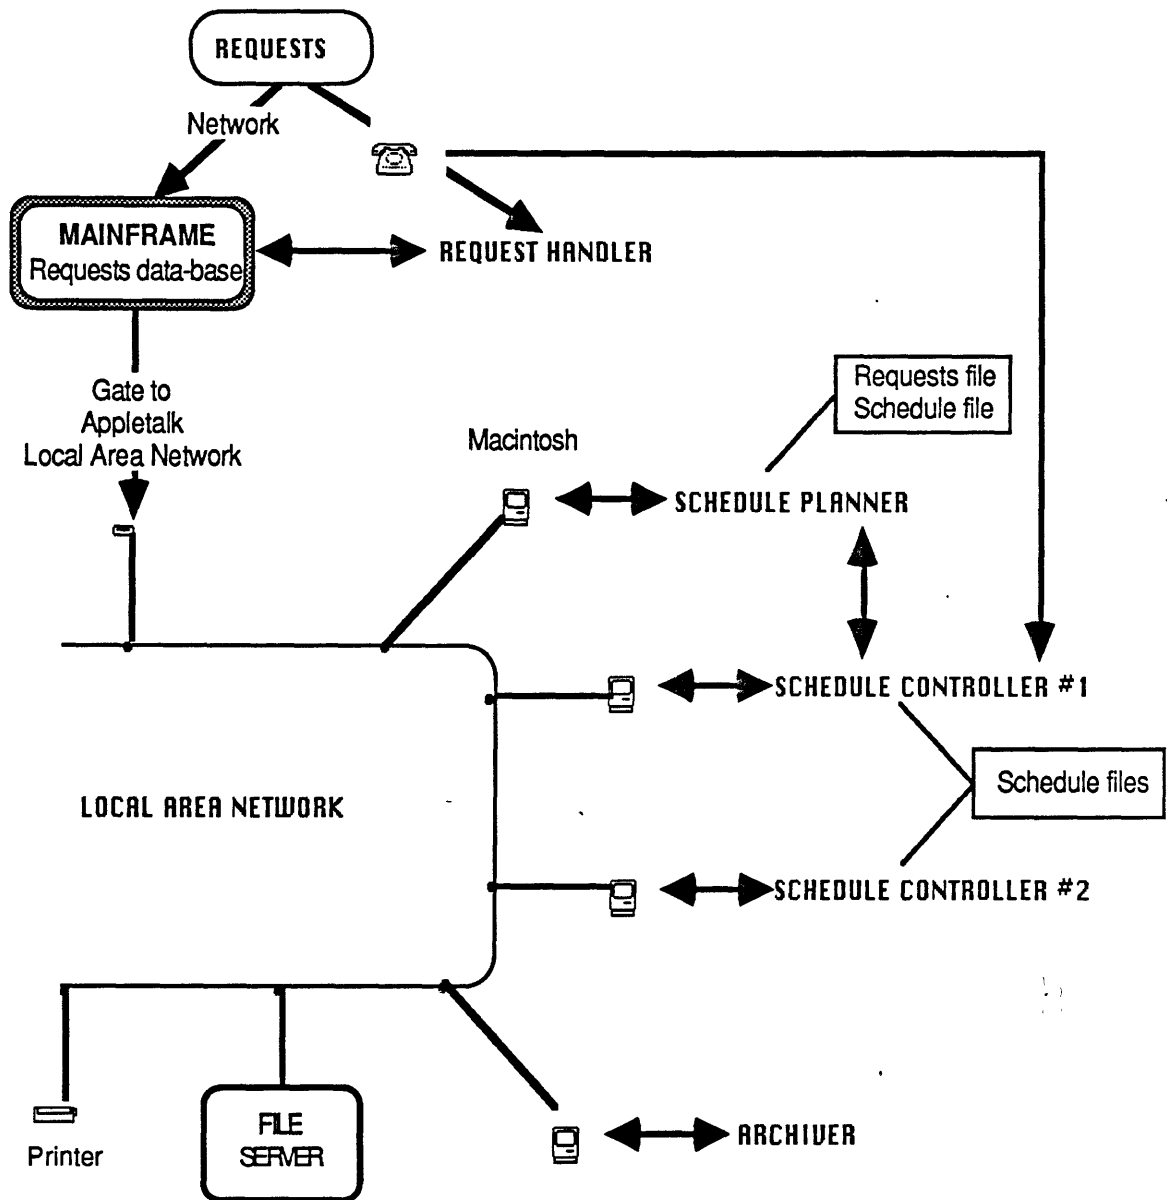 REQUESTS
Network
MAINFRAME
Requests data-base
REQUEST HANDLER
Gate to
Appletalk
Local Area Network
Requests file
Schedule file
Macintosh
SCHEDULE PLANNER
SCHEDULE CONTROLLER #1
LOCAL AREA NETWORK
Schedule files
SCHEDULE CONTROLLER #2
FILE
SERVER
Printer
ARCHIVER